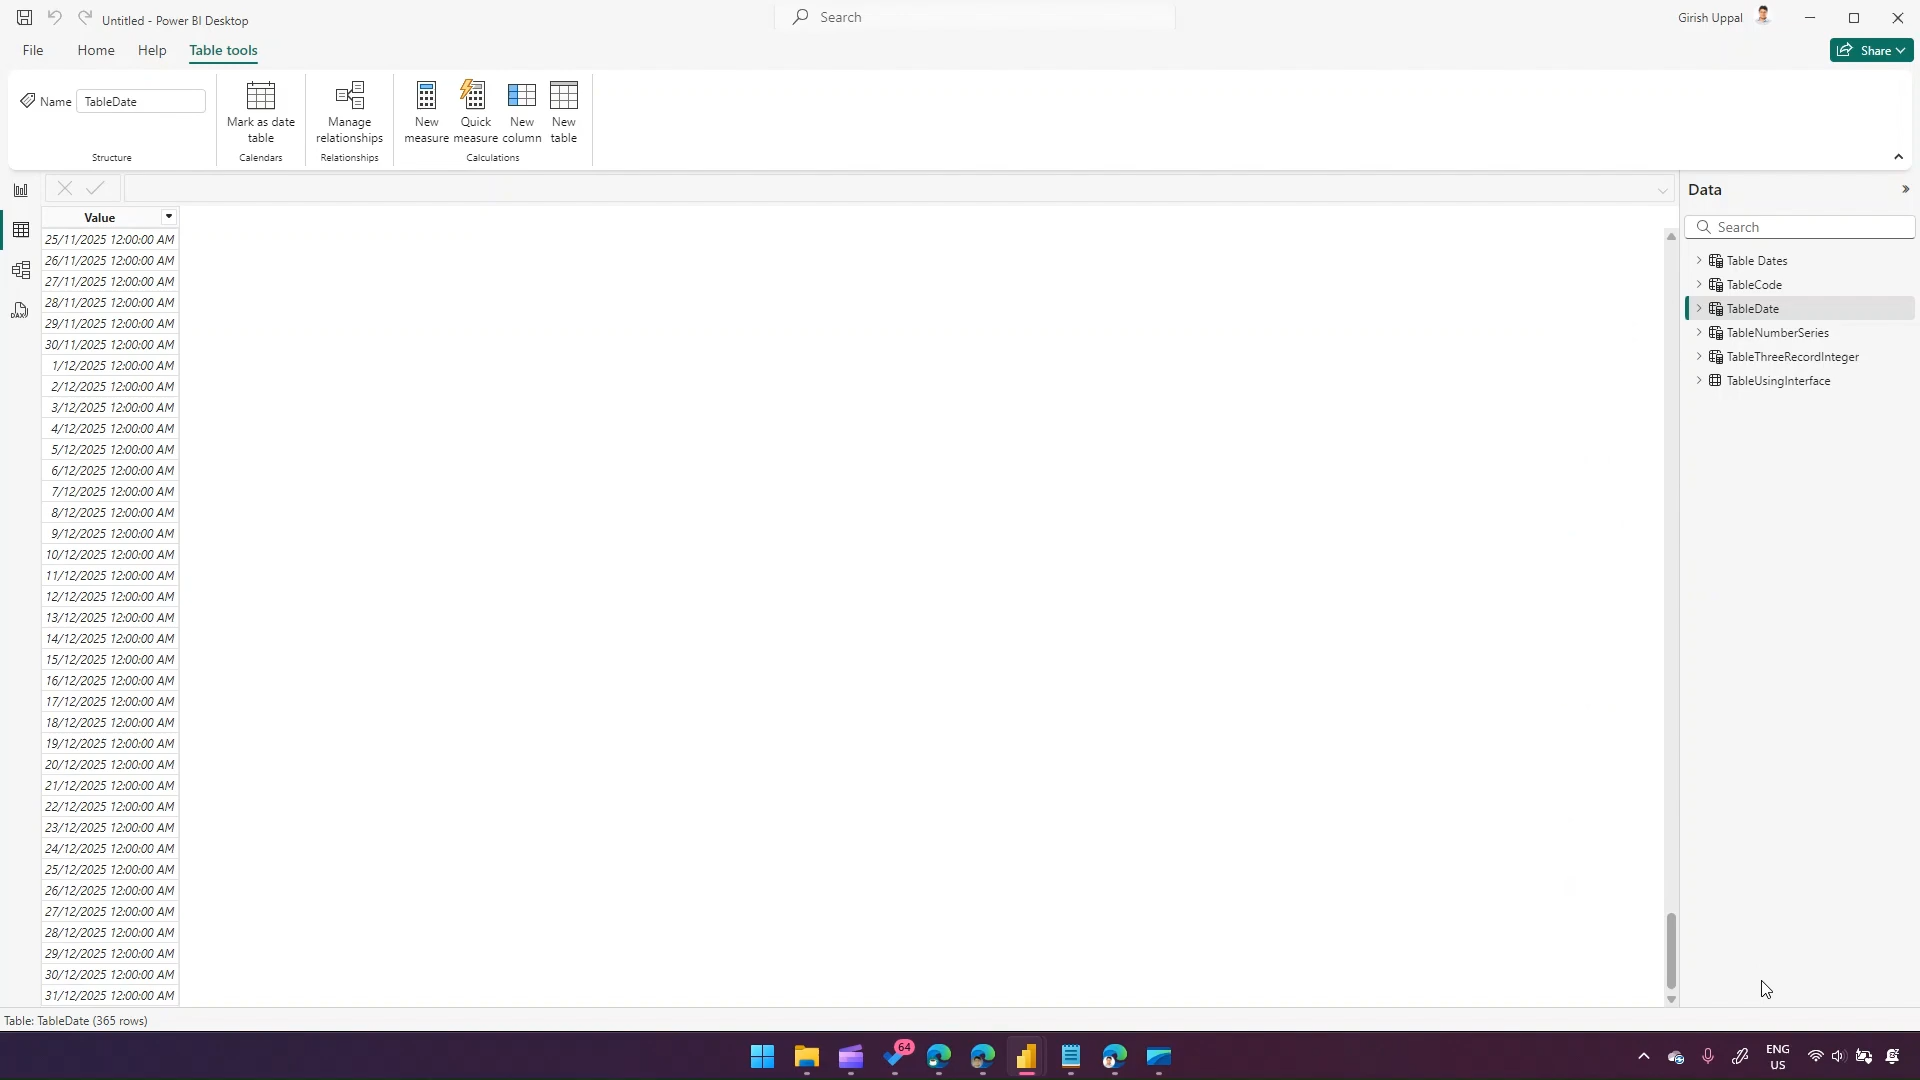 Untitled - Power BI Desktop
Search
Girish Uppal
File
Home
Help
Table tools
Share
Name
TableDate
Mark as date table
Manage relationships
New measure
Quick measure
New column
New table
Structure
Calendars
Relationships
Calculations
Data
Value
Search
25/11/2025 12:00:00 AM
26/11/2025 12:00:00 AM
27/11/2025 12:00:00 AM
28/11/2025 12:00:00 AM
29/11/2025 12:00:00 AM
30/11/2025 12:00:00 AM
1/12/2025 12:00:00 AM
2/12/2025 12:00:00 AM
3/12/2025 12:00:00 AM
4/12/2025 12:00:00 AM
5/12/2025 12:00:00 AM
6/12/2025 12:00:00 AM
7/12/2025 12:00:00 AM
8/12/2025 12:00:00 AM
9/12/2025 12:00:00 AM
10/12/2025 12:00:00 AM
11/12/2025 12:00:00 AM
12/12/2025 12:00:00 AM
13/12/2025 12:00:00 AM
14/12/2025 12:00:00 AM
15/12/2025 12:00:00 AM
16/12/2025 12:00:00 AM
17/12/2025 12:00:00 AM
18/12/2025 12:00:00 AM
19/12/2025 12:00:00 AM
20/12/2025 12:00:00 AM
21/12/2025 12:00:00 AM
22/12/2025 12:00:00 AM
23/12/2025 12:00:00 AM
24/12/2025 12:00:00 AM
25/12/2025 12:00:00 AM
26/12/2025 12:00:00 AM
27/12/2025 12:00:00 AM
28/12/2025 12:00:00 AM
29/12/2025 12:00:00 AM
30/12/2025 12:00:00 AM
31/12/2025 12:00:00 AM
Table Dates
TableCode
TableDate
TableNumberSeries
TableThreeRecordInteger
TableUsingInterface
DAX
Table: TableDate (365 rows)
64
ENG
US